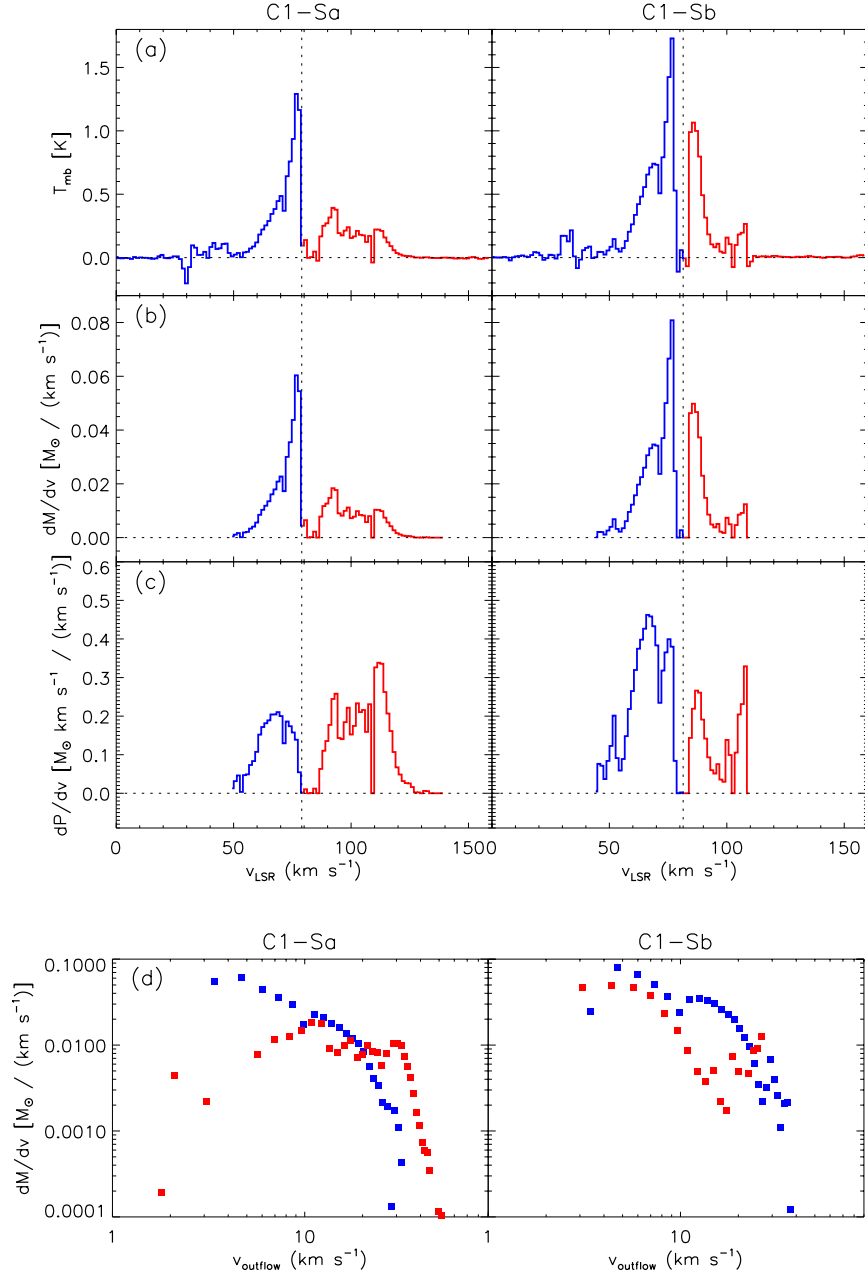 C1-Sa C1-Sb
(a)
T_mb [K]
1.5
1.0
0.5
0.0
(b)
dM/dv [M_⊙ / (km s⁻¹)]
0.08
0.06
0.04
0.02
0.00
(c)
dP/dv [M_⊙ km s⁻¹ / (km s⁻¹)]
0.6
0.5
0.4
0.3
0.2
0.1
0.0
0 50 100 1500 50 100 150
v_LSR (km s⁻¹) v_LSR (km s⁻¹)
C1-Sa C1-Sb
(d)
dM/dv [M_⊙ / (km s⁻¹)]
0.1000
0.0100
0.0010
0.0001
1 10 1 10
v_outflow (km s⁻¹) v_outflow (km s⁻¹)